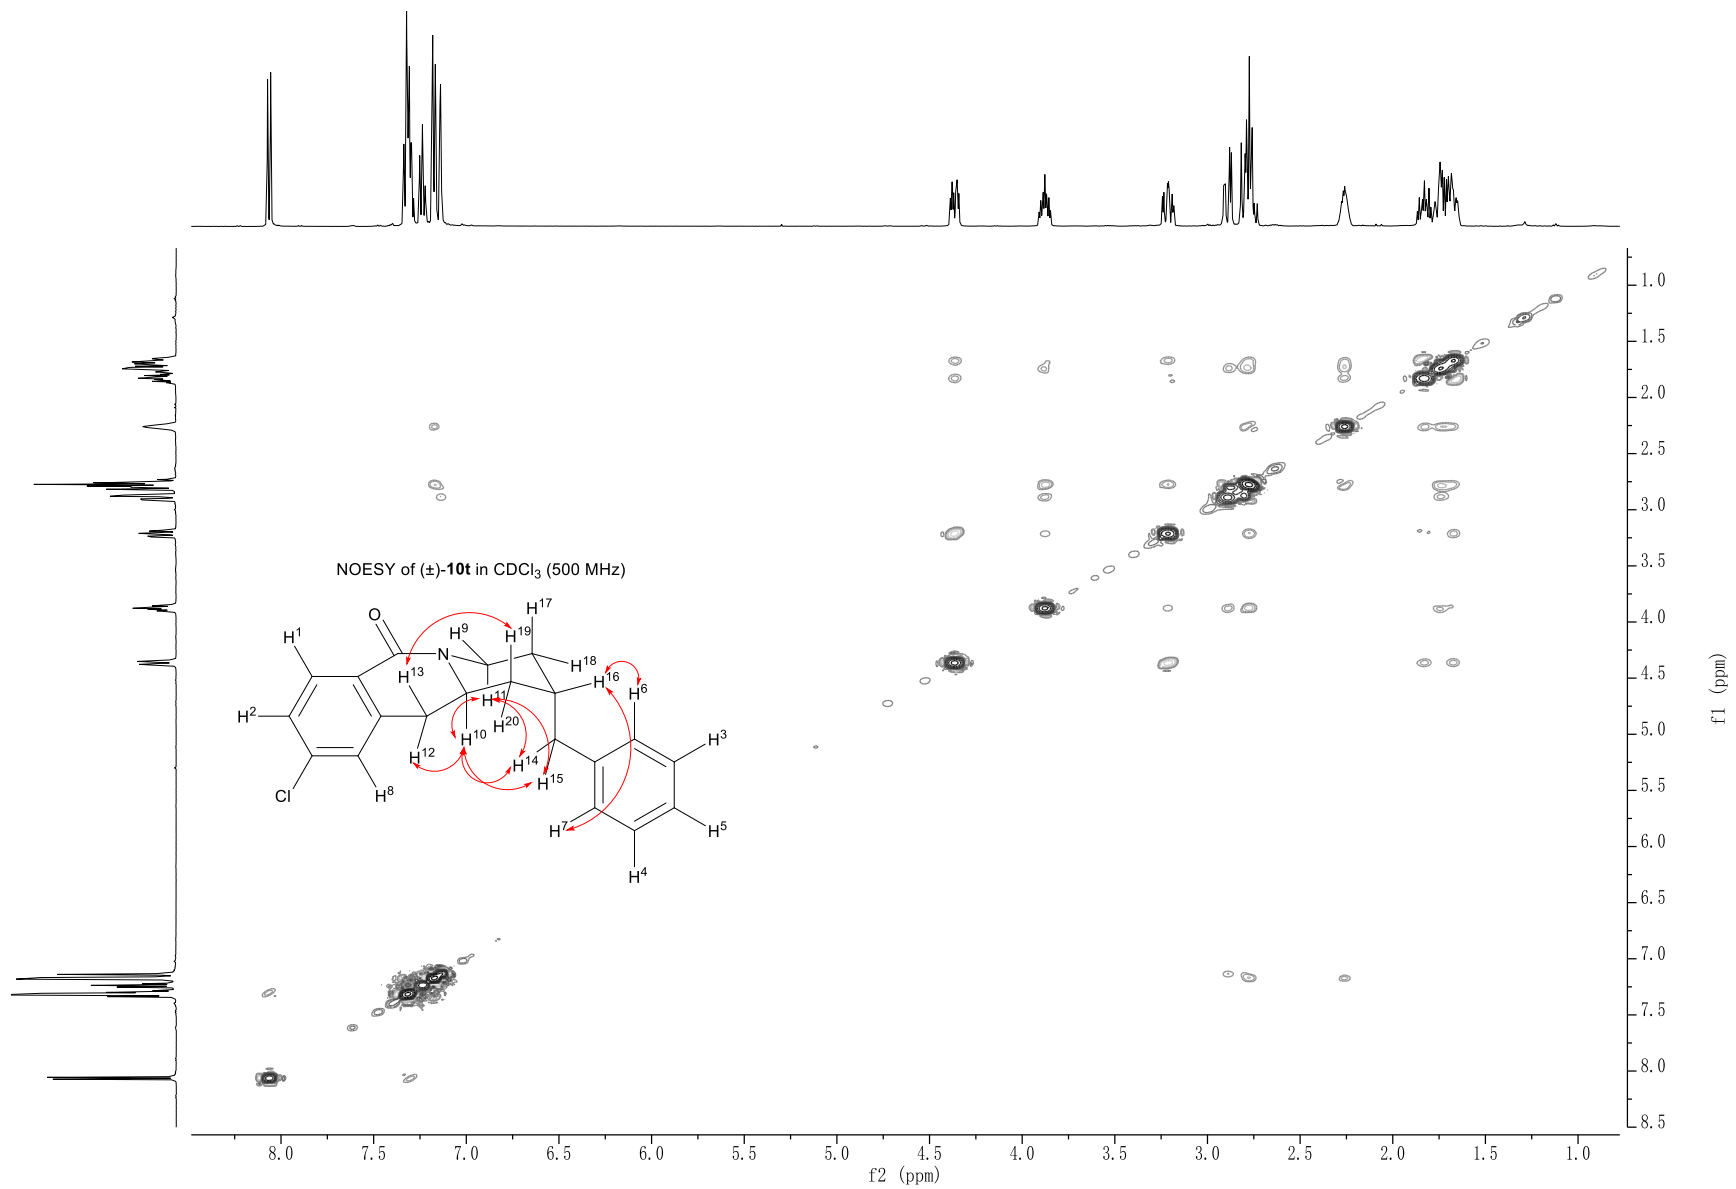 1.0
1.5
2.0
2.5
3.0
3.5
4.0
4.5
5.0
5.5
6.0
6.5
7.0
7.5
8.0
8.5
f1 (ppm)
NOESY of (±)-10t in CDCl₃ (500 MHz)
H¹⁷
O
H¹
H⁹
H¹⁹
N
H¹⁸
H¹³
H¹⁶
H⁶
H¹¹
H²
H²⁰
H¹⁰
H³
H¹²
H¹⁴
H¹⁵
Cl
H⁸
H⁷
H⁵
H⁴
8.0 7.5 7.0 6.5 6.0 5.5 5.0 4.5 4.0 3.5 3.0 2.5 2.0 1.5 1.0
f2 (ppm)